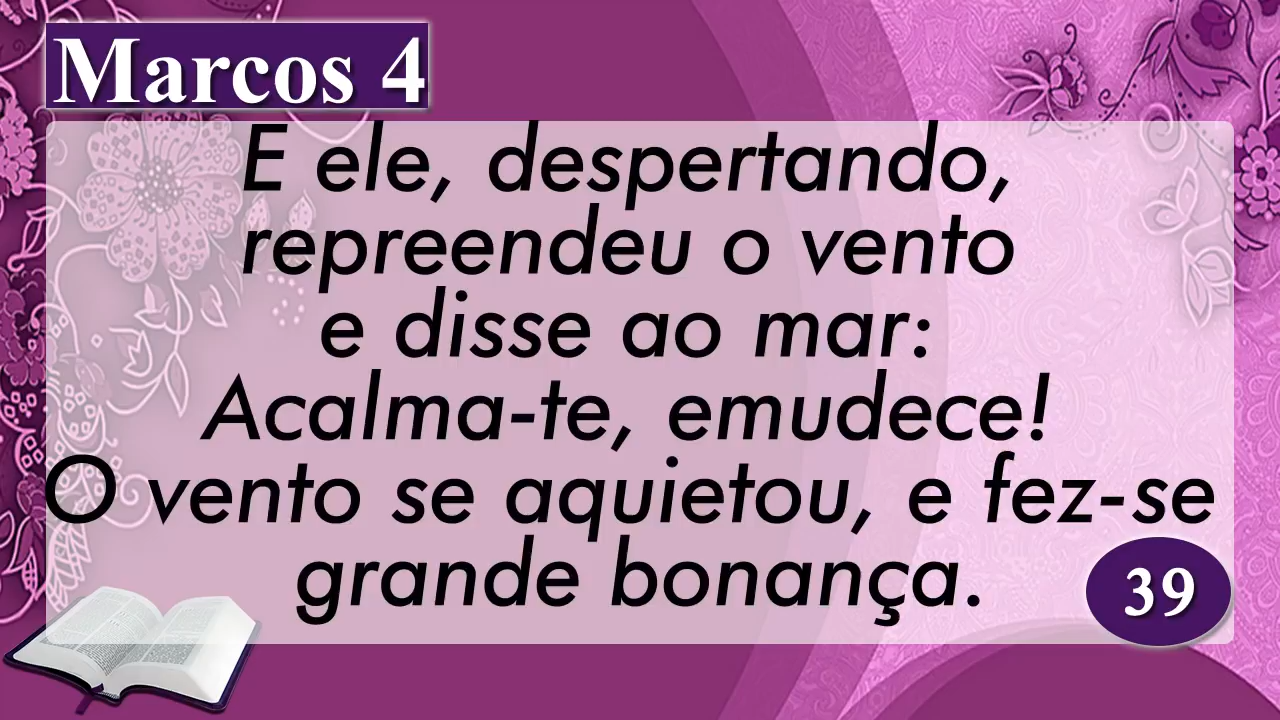 Marcos 4
E ele, despertando,
repreendeu o vento
e disse ao mar:
Acalma-te, emudece!
O vento se aquietou, e fez-se
grande bonança.
39